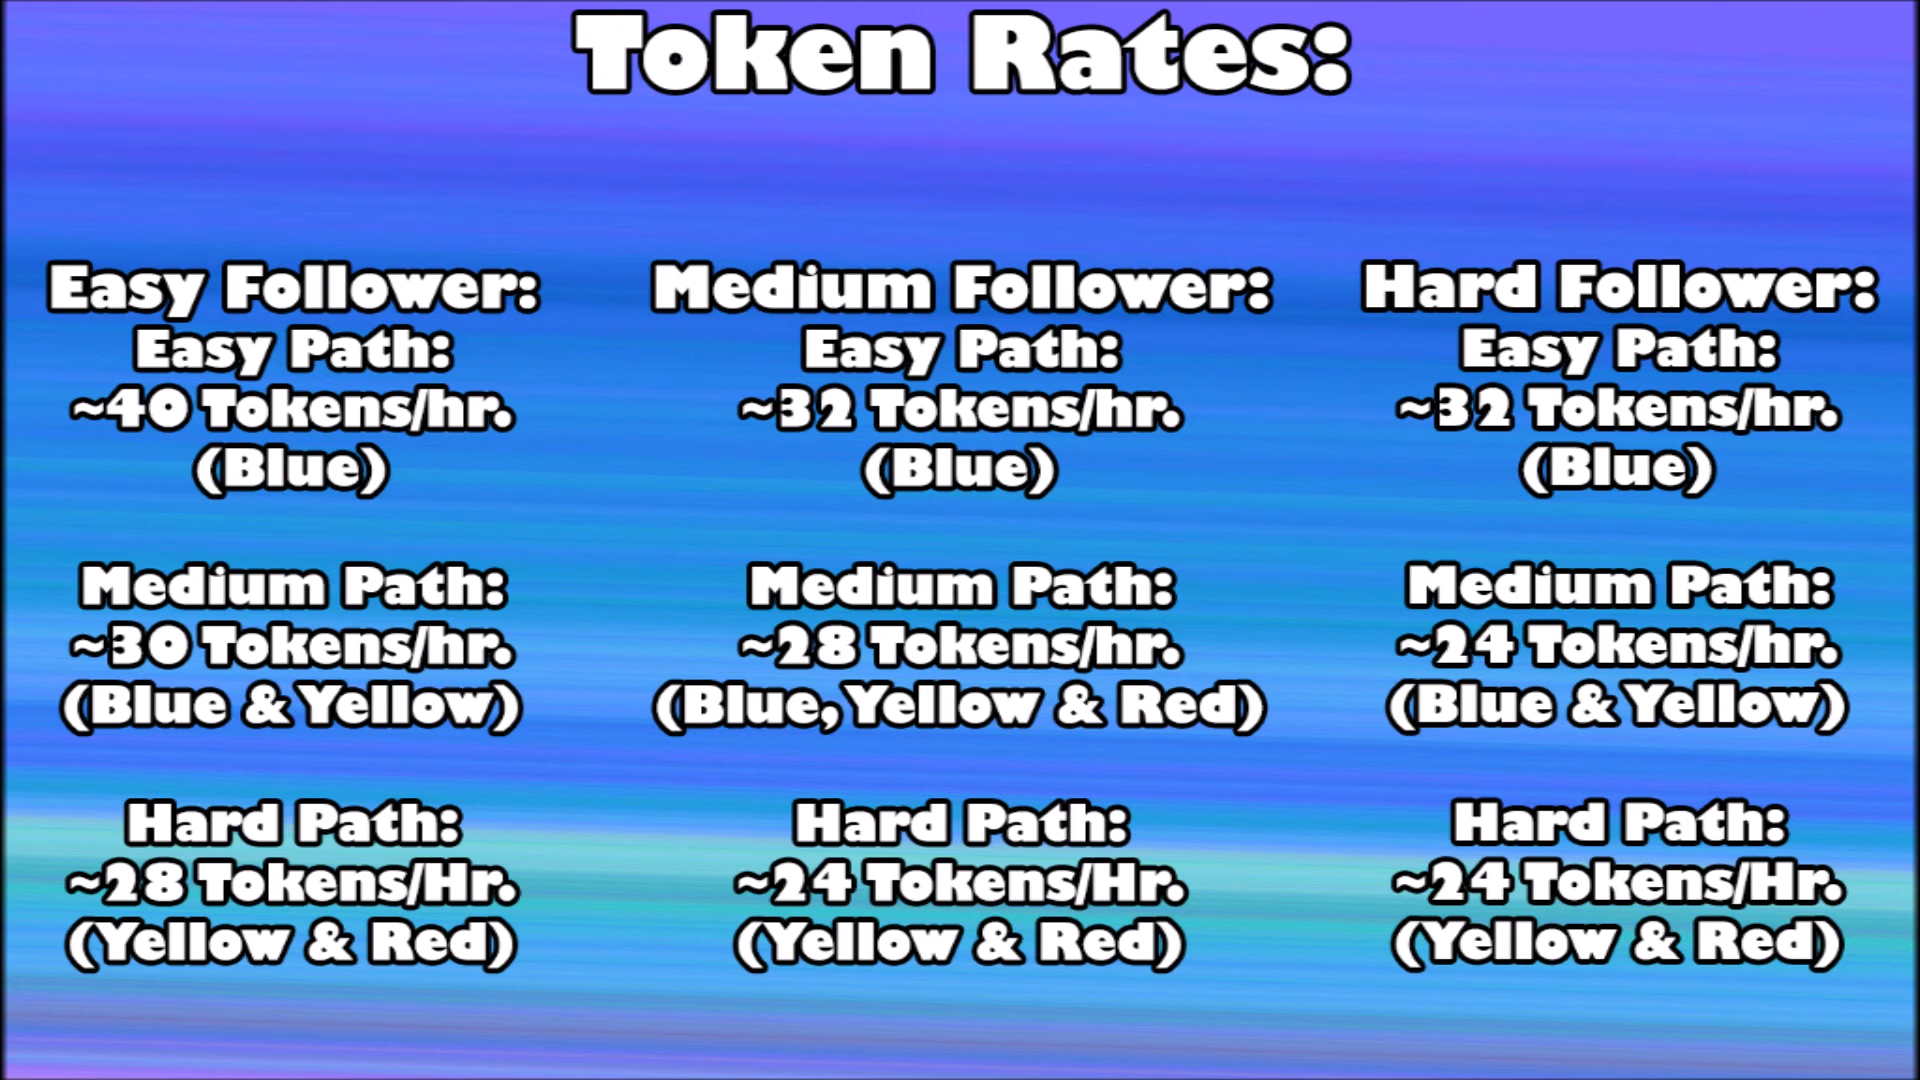 Token Rates:
Easy Follower:
Easy Path:
~40 Tokens/hr.
(Blue)
Medium Path:
~30 Tokens/hr.
(Blue & Yellow)
Hard Path:
~28 Tokens/Hr.
(Yellow & Red)
Medium Follower:
Easy Path:
~32 Tokens/hr.
(Blue)
Medium Path:
~28 Tokens/hr.
(Blue, Yellow & Red)
Hard Path:
~24 Tokens/Hr.
(Yellow & Red)
Hard Follower:
Easy Path:
~32 Tokens/hr.
(Blue)
Medium Path:
~24 Tokens/hr.
(Blue & Yellow)
Hard Path:
~24 Tokens/Hr.
(Yellow & Red)